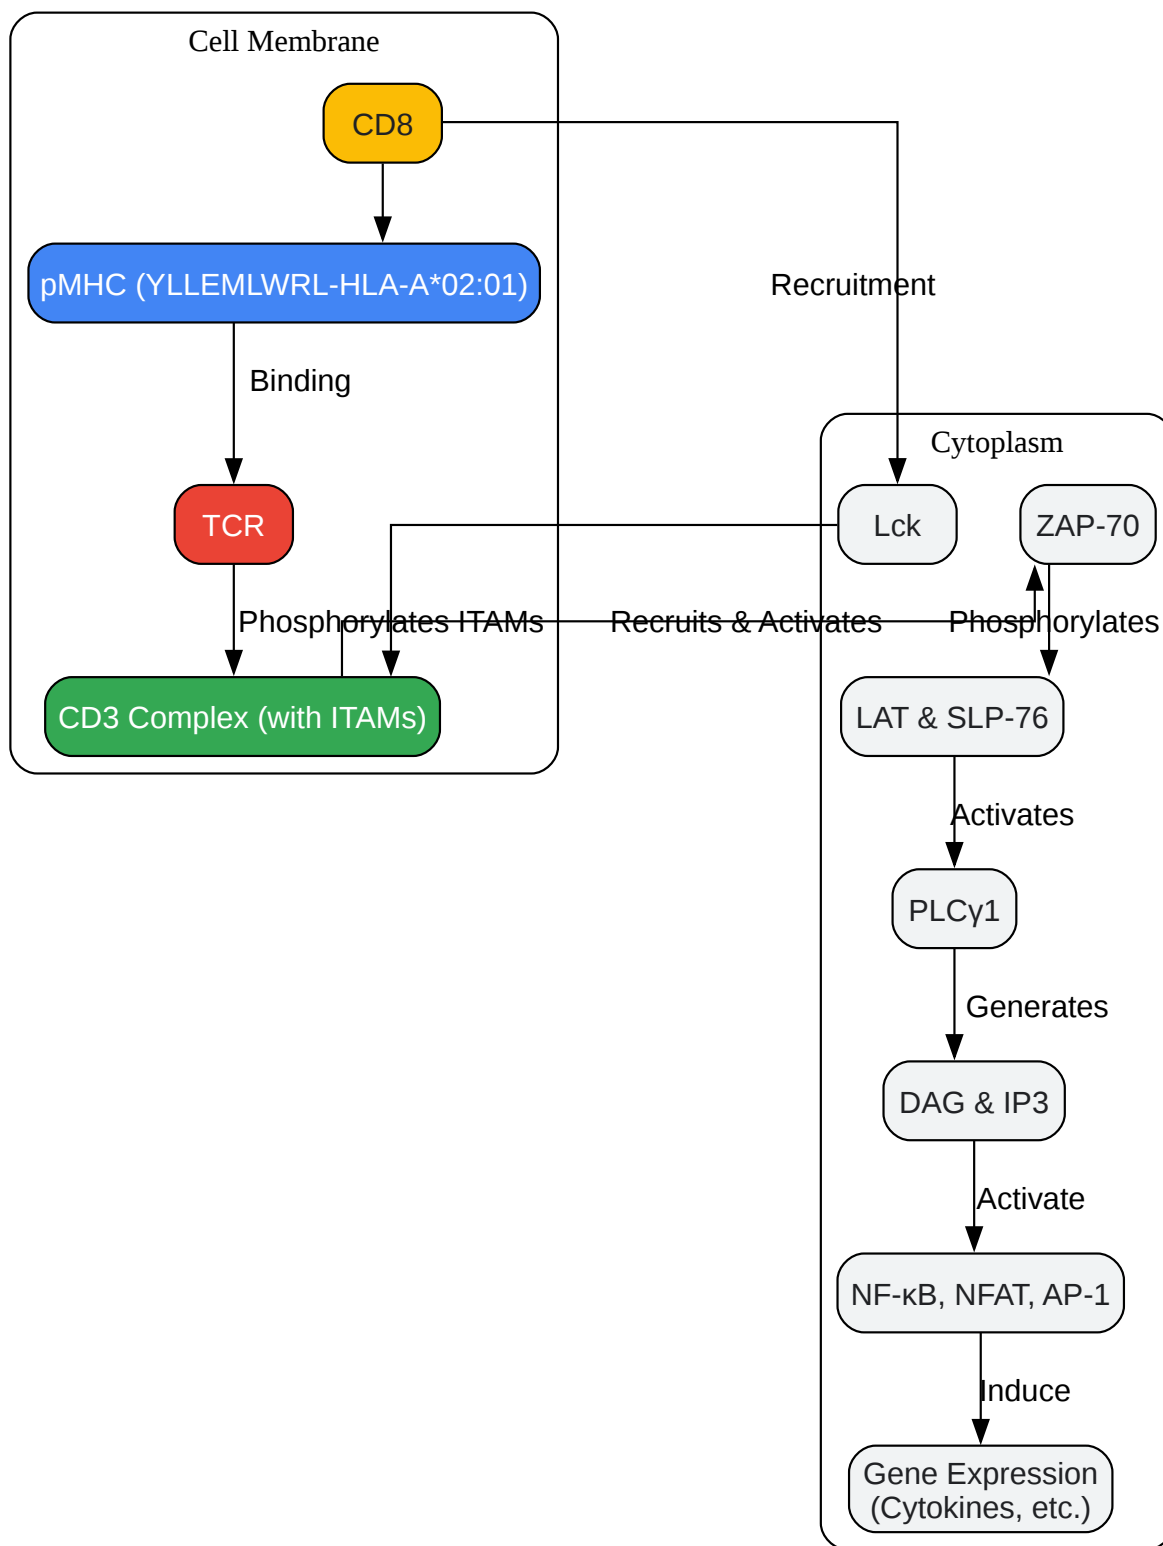 Cell Membrane
CD8
pMHC (YLLEMLWRL-HLA-A*02:01)
Recruitment
Binding
Cytoplasm
TCR
Lck
ZAP-70
Phosphorylates ITAMs
Recruits & Activates
Phosphorylates
CD3 Complex (with ITAMs)
LAT & SLP-76
Activates
PLCγ1
Generates
DAG & IP3
Activate
NF-κB, NFAT, AP-1
Induce
Gene Expression
(Cytokines, etc.)